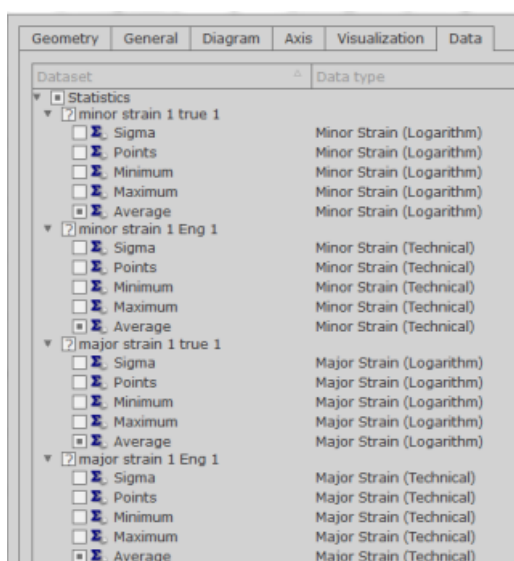 Geometry General Diagram Axis Visualization Data
Dataset Data type
Statistics
minor strain 1 true 1
Sigma Minor Strain (Logarithm)
Points Minor Strain (Logarithm)
Minimum Minor Strain (Logarithm)
Maximum Minor Strain (Logarithm)
Average Minor Strain (Logarithm)
minor strain 1 Eng 1
Sigma Minor Strain (Technical)
Points Minor Strain (Technical)
Minimum Minor Strain (Technical)
Maximum Minor Strain (Technical)
Average Minor Strain (Technical)
major strain 1 true 1
Sigma Major Strain (Logarithm)
Points Major Strain (Logarithm)
Minimum Major Strain (Logarithm)
Maximum Major Strain (Logarithm)
Average Major Strain (Logarithm)
major strain 1 Eng 1
Sigma Major Strain (Technical)
Points Major Strain (Technical)
Minimum Major Strain (Technical)
Maximum Major Strain (Technical)
Average Major Strain (Technical)